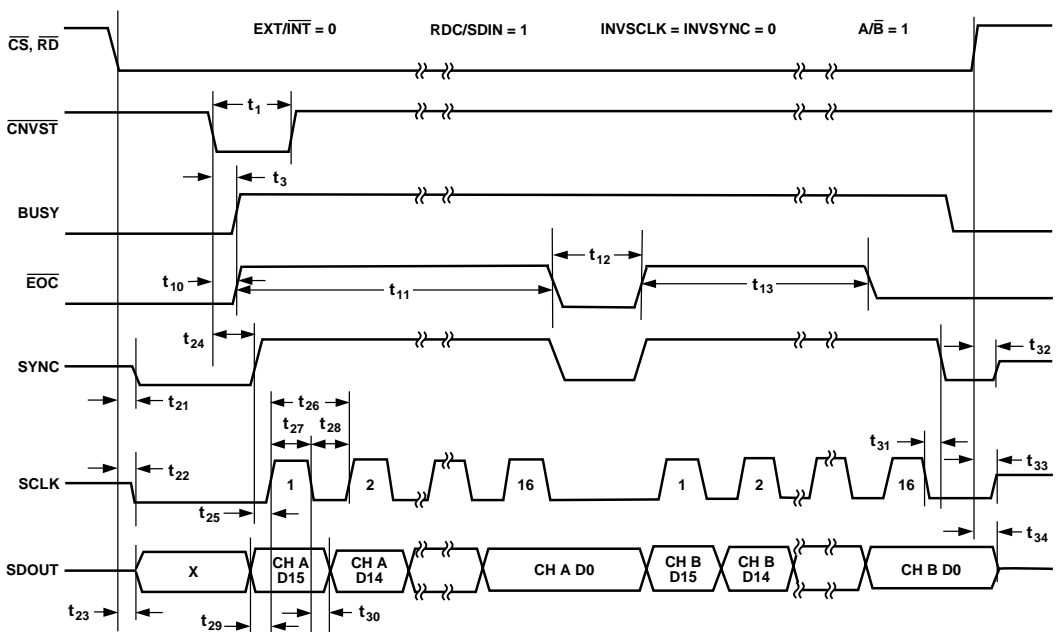 EXT/INT = 0 RDC/SDIN = 1 INVSCLK = INVSYNC = 0 A/B = 1
CS, RD
t1
CNVST
t3
BUSY
t12
EOC
t10
t11
t13
t24
t32
SYNC
t21
t26
t27 t28
t31
t22
t33
SCLK
1 2 16 1 2 16
t25
t34
SDOUT
X CH A D15 CH A D14 CH A D0 CH B D15 CH B D14 CH B D0
t23
t29
t30